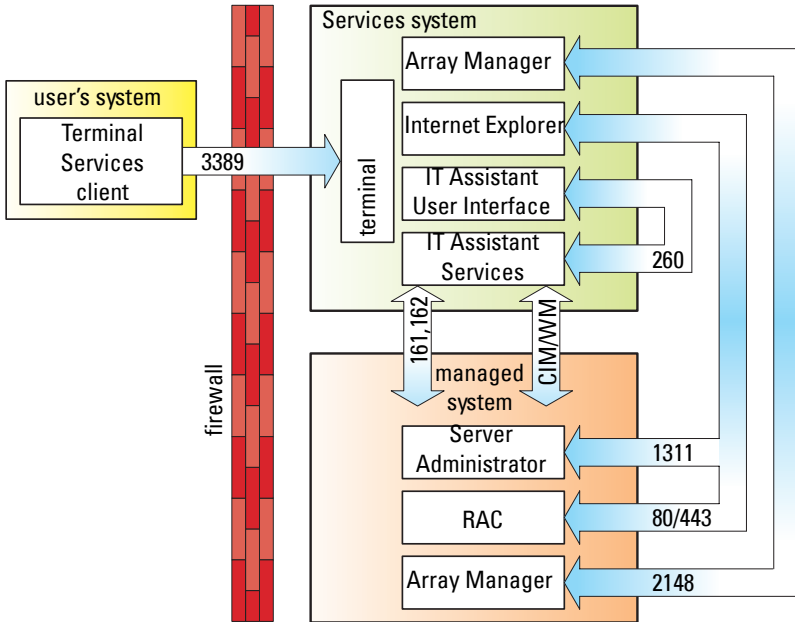 Services system
Array Manager
user's system
Terminal
Services
client
3389
terminal
Internet Explorer
IT Assistant
User Interface
IT Assistant
Services
260
161,162
CIM/WM
firewall
managed
system
Server
Administrator
1311
RAC
80/443
Array Manager
2148